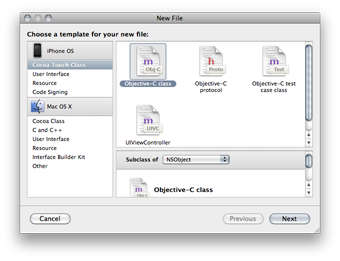 New File
Choose a template for your new file:
iPhone OS
Cocoa Touch Class
User Interface
Resource
Code Signing
Mac OS X
Cocoa Class
C and C++
User Interface
Resource
Interface Builder Kit
Other
m
Obj-C
h
Proto
m
Test
Objective-C class
Objective-C
protocol
Objective-C test
case class
m
UIVC
UIViewController
Subclass of
NSObject
m
Objective-C class
Cancel
Previous
Next